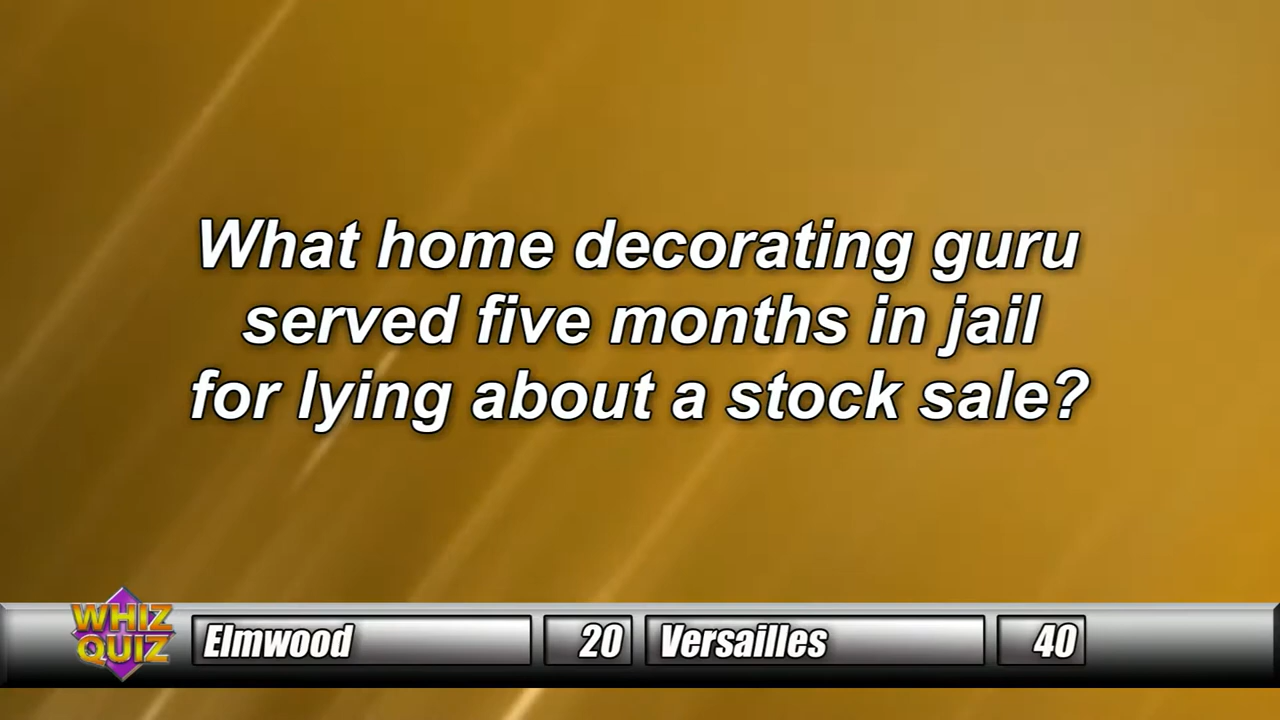 What home decorating guru
served five months in jail
for lying about a stock sale?
WHIZ
QUIZ
Elmwood 20 Versailles 40